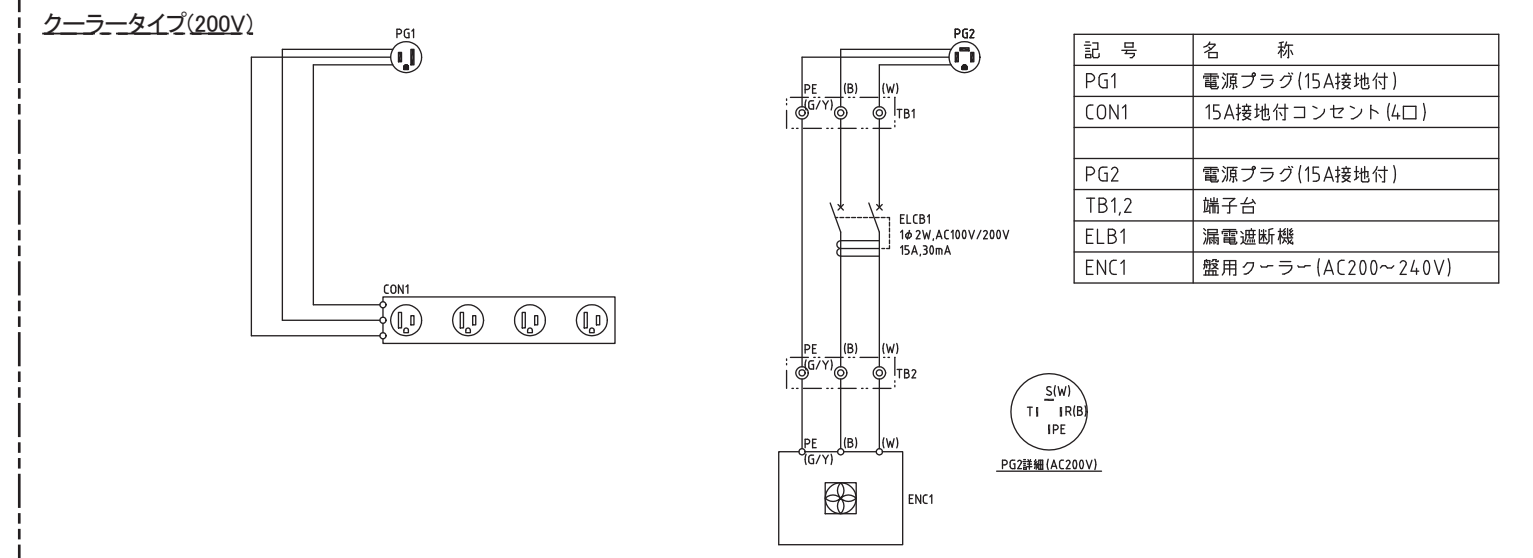 クーラータイプ(200V)
PG1
CON1
PG2
PE (B) (W)
(G/Y)
TB1
ELCB1
1φ2W,AC100V/200V
15A,30mA
PE (B) (W)
(G/Y)
TB2
PE (B) (W)
(G/Y)
ENC1
S(W)
T R(B)
PE
PG2詳細(AC200V)
記 号 名 称
PG1 電源プラグ(15A接地付)
CON1 15A接地付コンセント(4口)
PG2 電源プラグ(15A接地付)
TB1,2 端子台
ELB1 漏電遮断機
ENC1 盤用クーラー(AC200～240V)